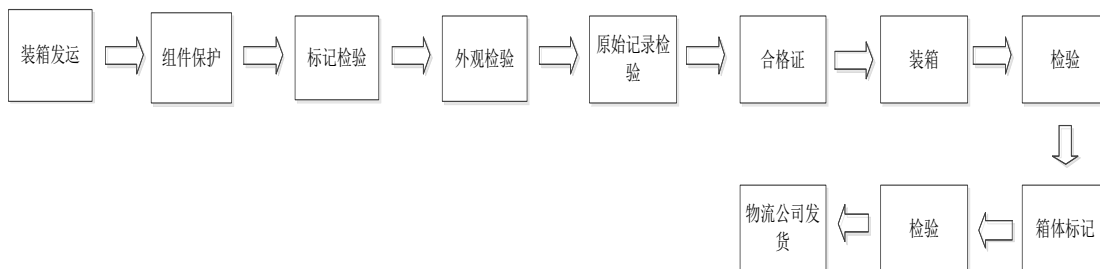 装箱发运
组件保护
标记检验
外观检验
原始记录检
验
合格证
装箱
检验
箱体标记
检验
物流公司发
货